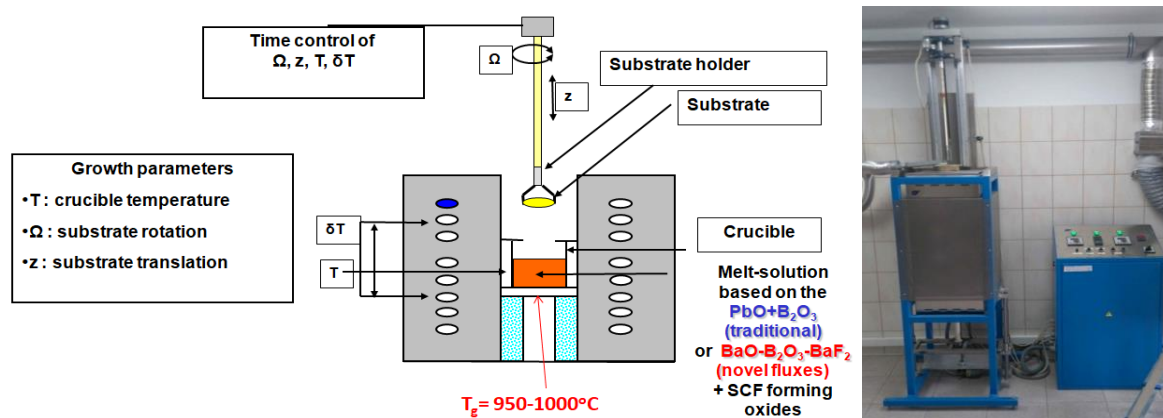 Time control of
Ω, z, T, δT
Ω
z
Substrate holder
Substrate
Growth parameters
•T : crucible temperature
•Ω : substrate rotation
•z : substrate translation
δT
T
Crucible
Melt-solution
based on the
PbO+B₂O₃
(traditional)
or BaO-B₂O₃-BaF₂
(novel fluxes)
+ SCF forming
oxides
Tg= 950-1000°C